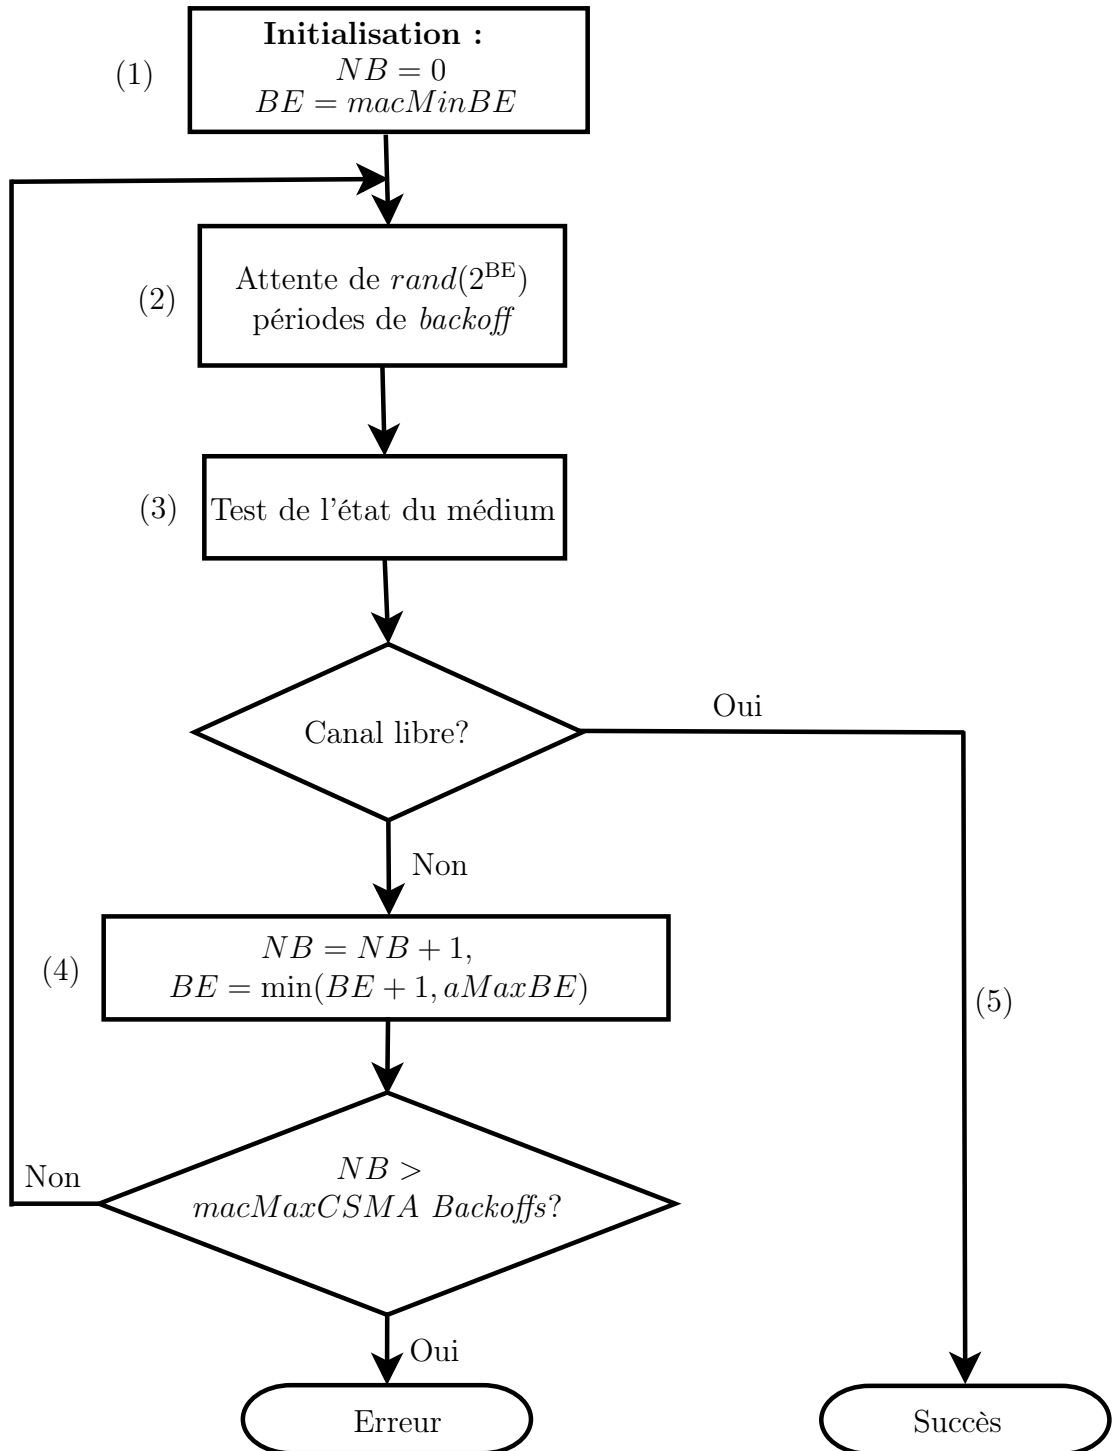 Initialisation :
(1)
NB = 0
BE = macMinBE
Attente de rand(2^BE)
(2)
périodes de backoff
(3)
Test de l'état du médium
Canal libre?
Oui
Non
NB = NB + 1,
(4)
BE = min(BE + 1, aMaxBE)
(5)
NB >
Non
macMaxCSMA Backoffs?
Oui
Erreur
Succès